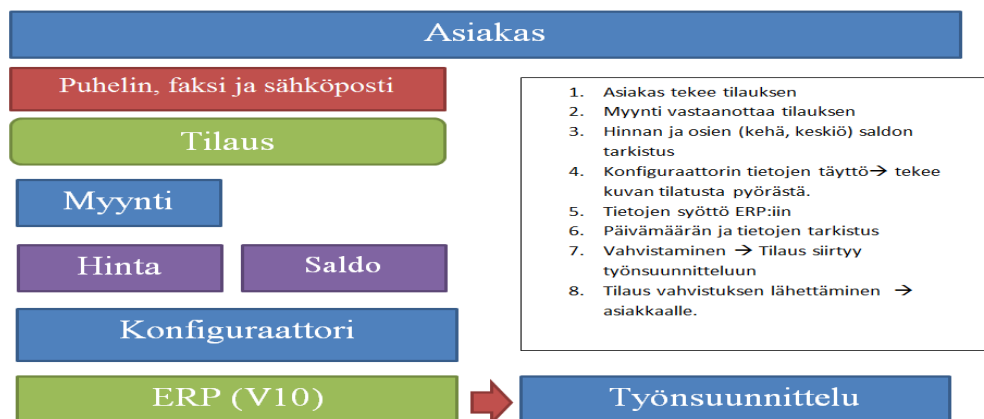 Asiakas
Puhelin, faksi ja sähköposti
Tilaus
Myynti
Hinta
Saldo
Konfiguraattori
ERP (V10)
Työnsuunnittelu
1. Asiakas tekee tilauksen
2. Myynti vastaanottaa tilauksen
3. Hinnan ja osien (kehä, keskiö) saldon
tarkistus
4. Konfiguraattorin tietojen täyttö→ tekee
kuvan tilatusta pyörästä.
5. Tietojen syöttö ERP:iin
6. Päivämäärän ja tietojen tarkistus
7. Vahvistaminen → Tilaus siirtyy
työnsuunnitteluun
8. Tilaus vahvistuksen lähettäminen →
asiakkaalle.